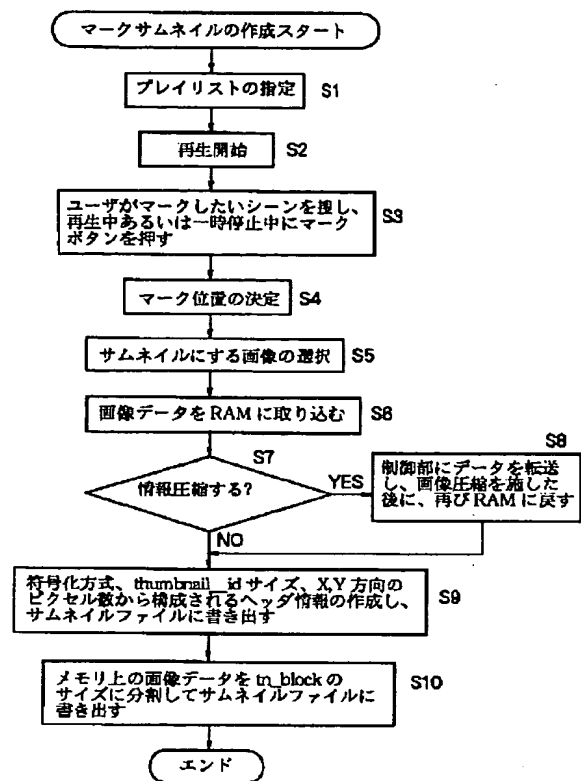 マークサムネイルの作成スタート
プレイリストの指定 S1
再生開始 S2
ユーザがマークしたいシーンを捜し、
再生中あるいは一時停止中にマーク
ボタンを押す
S3
マーク位置の決定 S4
サムネイルにする画像の選択 S5
画像データをRAMに取り込む S6
S7
情報圧縮する?
YES
NO
S8
制御部にデータを転送
し、画像圧縮を施した
後に、再びRAMに戻す
符号化方式、thumbnail_idサイズ、X,Y方向の
ピクセル数から構成されるヘッダ情報の作成し、
サムネイルファイルに書き出す
S9
メモリ上の画像データをtn_blockの
サイズに分割してサムネイルファイルに
書き出す
S10
エンド